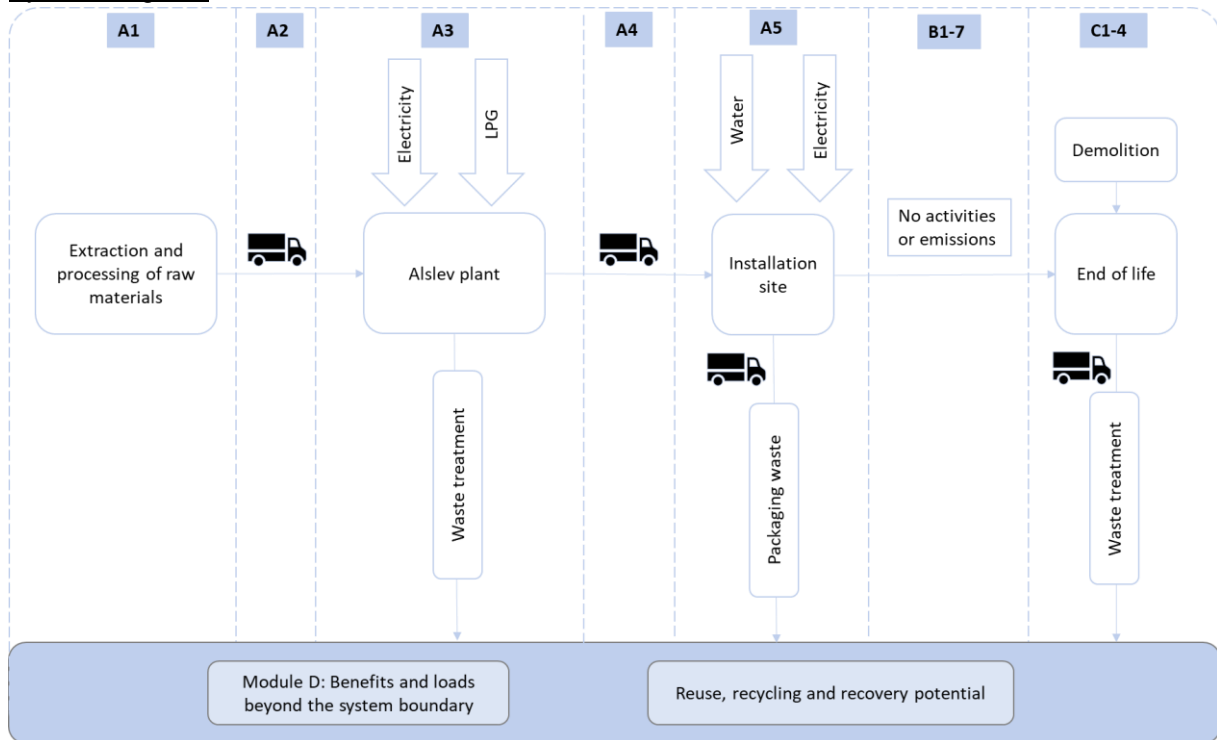 A1
A2
A3
A4
A5
B1-7
C1-4
Electricity
LPG
Water
Electricity
Demolition
Extraction and
processing of raw
materials
Alslev plant
Installation
site
No activities
or emissions
End of life
Waste treatment
Packaging waste
Waste treatment
Module D: Benefits and loads
beyond the system boundary
Reuse, recycling and recovery potential